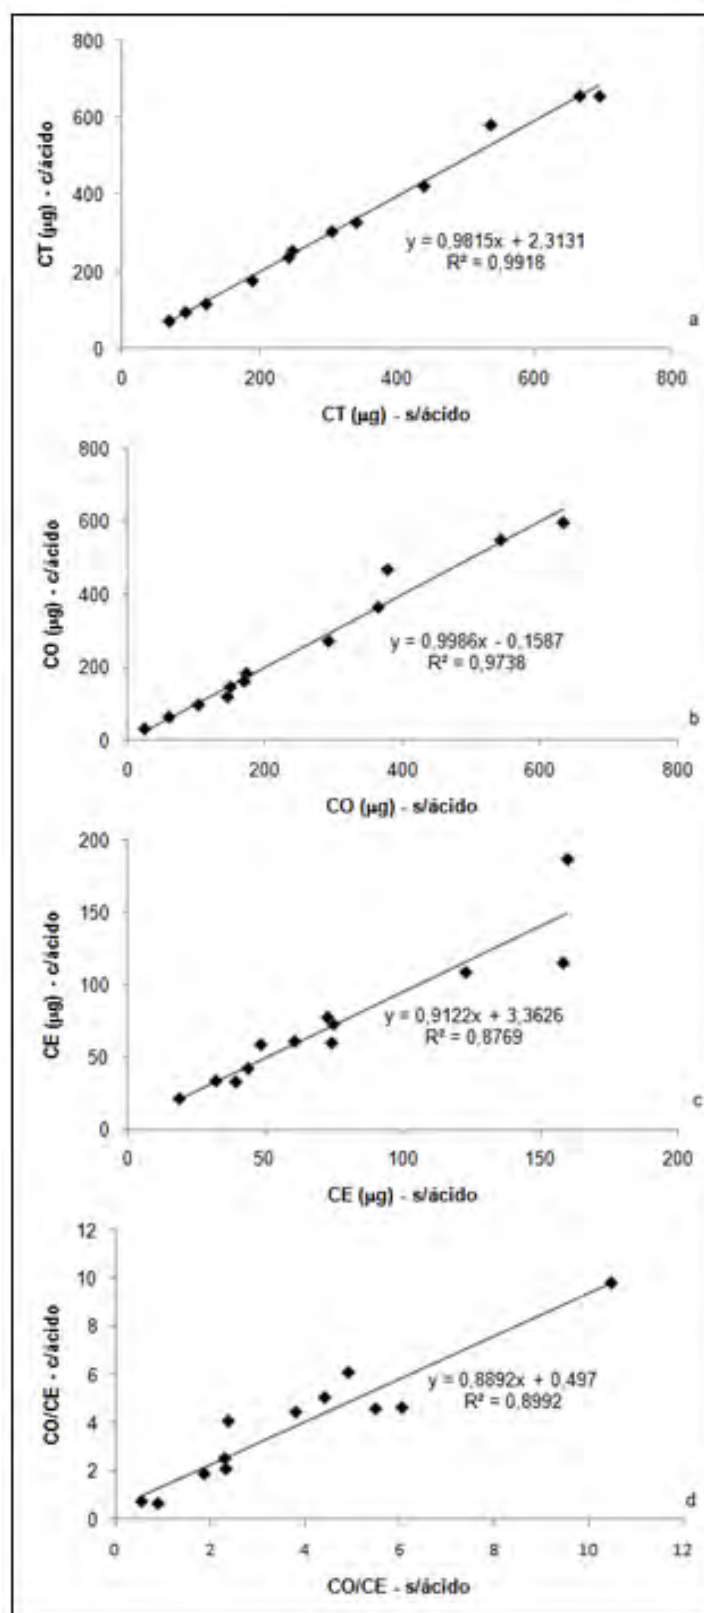 800
600
400
200
0
CT (µg) - c/ácido
y = 0,9815x + 2,3131
R² = 0,9918
a
0 200 400 600 800
CT (µg) - s/ácido
800
600
400
200
0
CO (µg) - c/ácido
y = 0,9986x - 0,1587
R² = 0,9738
b
0 200 400 600 800
CO (µg) - s/ácido
200
150
100
50
0
CE (µg) - c/ácido
y = 0,9122x + 3,3626
R² = 0,8769
c
0 50 100 150 200
CE (µg) - s/ácido
12
10
8
6
4
2
0
CO/CE - c/ácido
y = 0,8892x + 0,497
R² = 0,8992
d
0 2 4 6 8 10 12
CO/CE - s/ácido